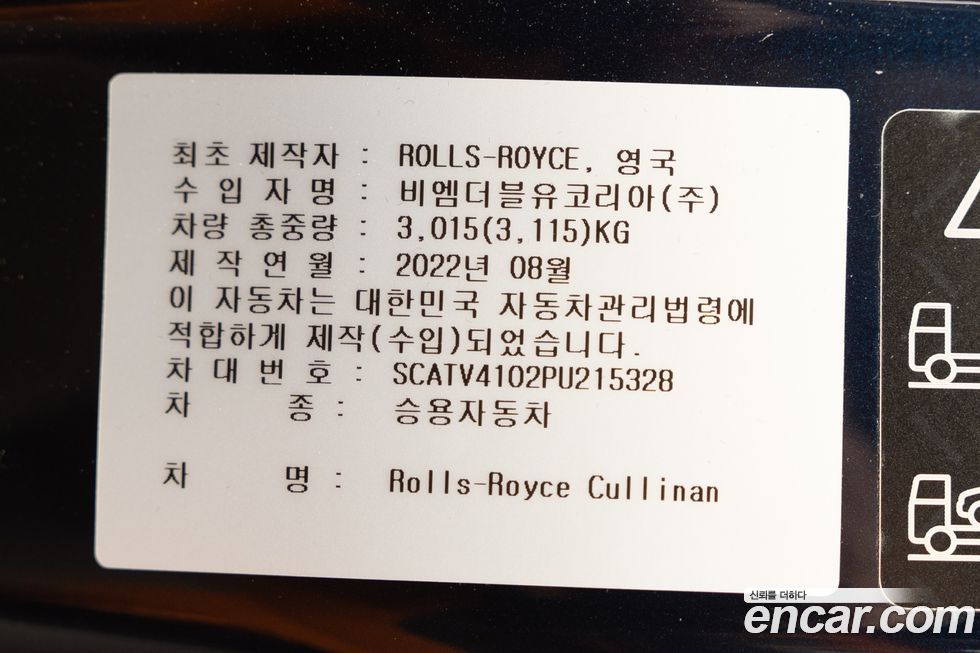 최초 제작자 : ROLLS-ROYCE, 영국
수 입 자 명 : 비엠더블유코리아(주)
차량 총중량 : 3,015(3,115)KG
제 작 연 월 : 2022년 08월
이 자동차는 대한민국 자동차관리법령에
적합하게 제작(수입)되었습니다.
차 대 번 호 : SCATV4102PU215328
차 종 : 승용자동차
차 명 : Rolls-Royce Cullinan
신뢰를 더하다
encar.com